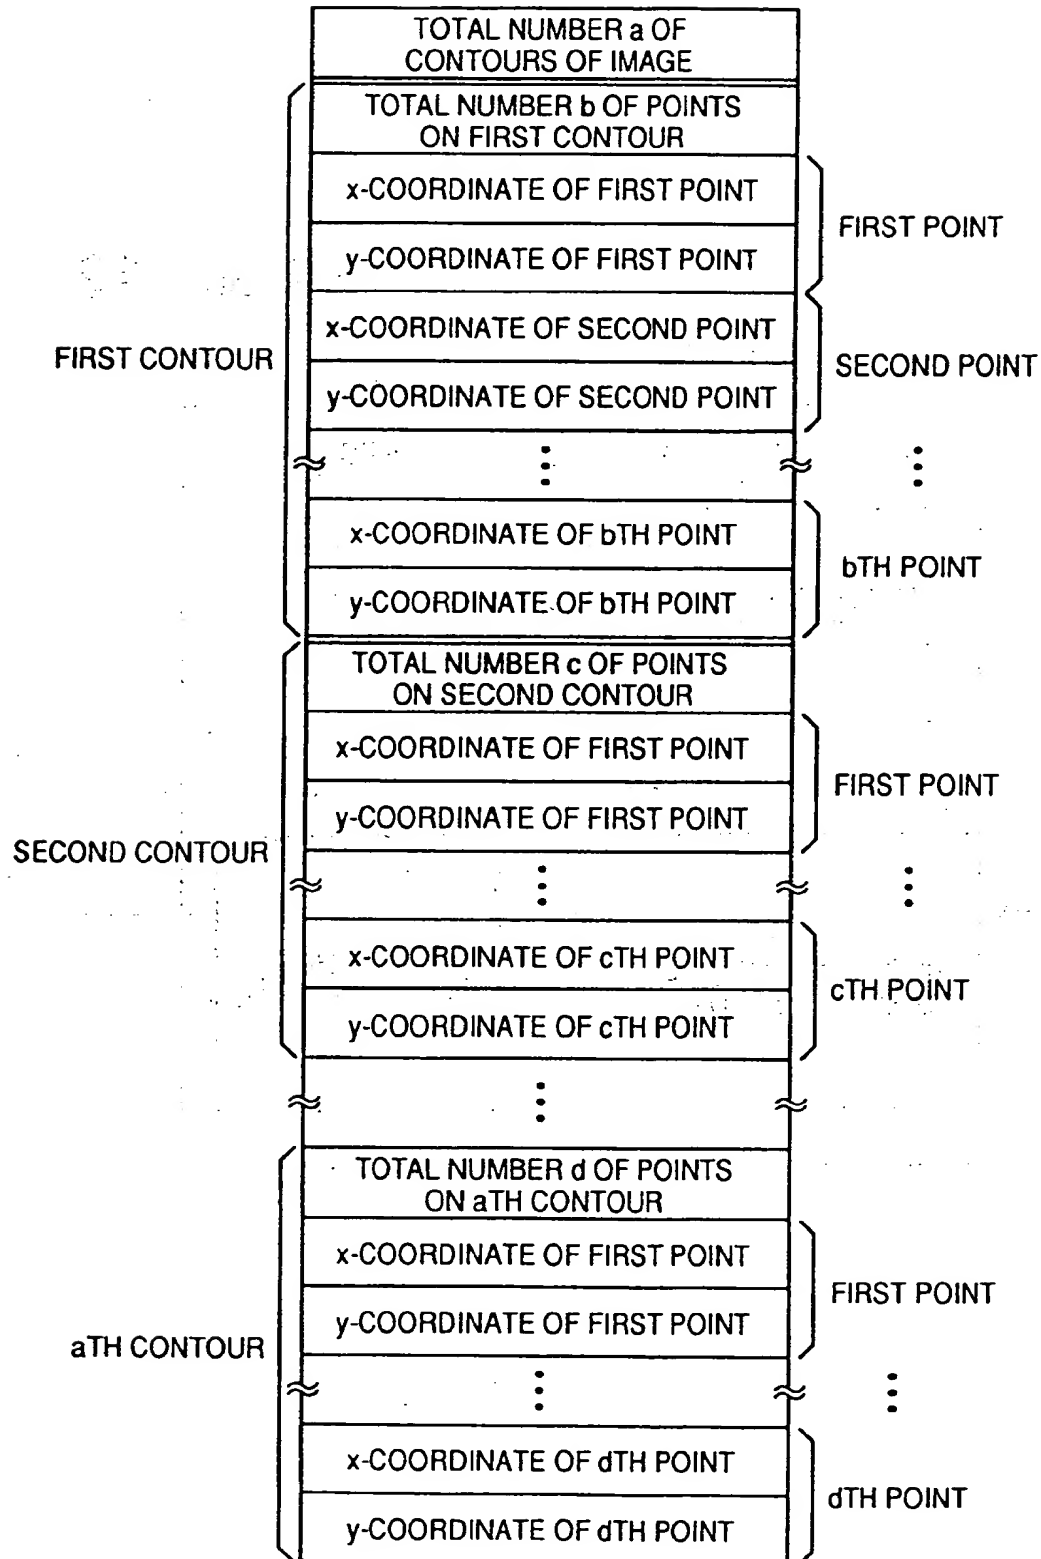 TOTAL NUMBER a OF
CONTOURS OF IMAGE
TOTAL NUMBER b OF POINTS
ON FIRST CONTOUR
x-COORDINATE OF FIRST POINT
FIRST POINT
y-COORDINATE OF FIRST POINT
x-COORDINATE OF SECOND POINT
FIRST CONTOUR
SECOND POINT
y-COORDINATE OF SECOND POINT
x-COORDINATE OF bTH POINT
bTH POINT
y-COORDINATE OF bTH POINT
TOTAL NUMBER c OF POINTS
ON SECOND CONTOUR
x-COORDINATE OF FIRST POINT
FIRST POINT
y-COORDINATE OF FIRST POINT
SECOND CONTOUR
x-COORDINATE OF cTH POINT
cTH POINT
y-COORDINATE OF cTH POINT
TOTAL NUMBER d OF POINTS
ON aTH CONTOUR
x-COORDINATE OF FIRST POINT
FIRST POINT
y-COORDINATE OF FIRST POINT
aTH CONTOUR
x-COORDINATE OF dTH POINT
dTH POINT
y-COORDINATE OF dTH POINT